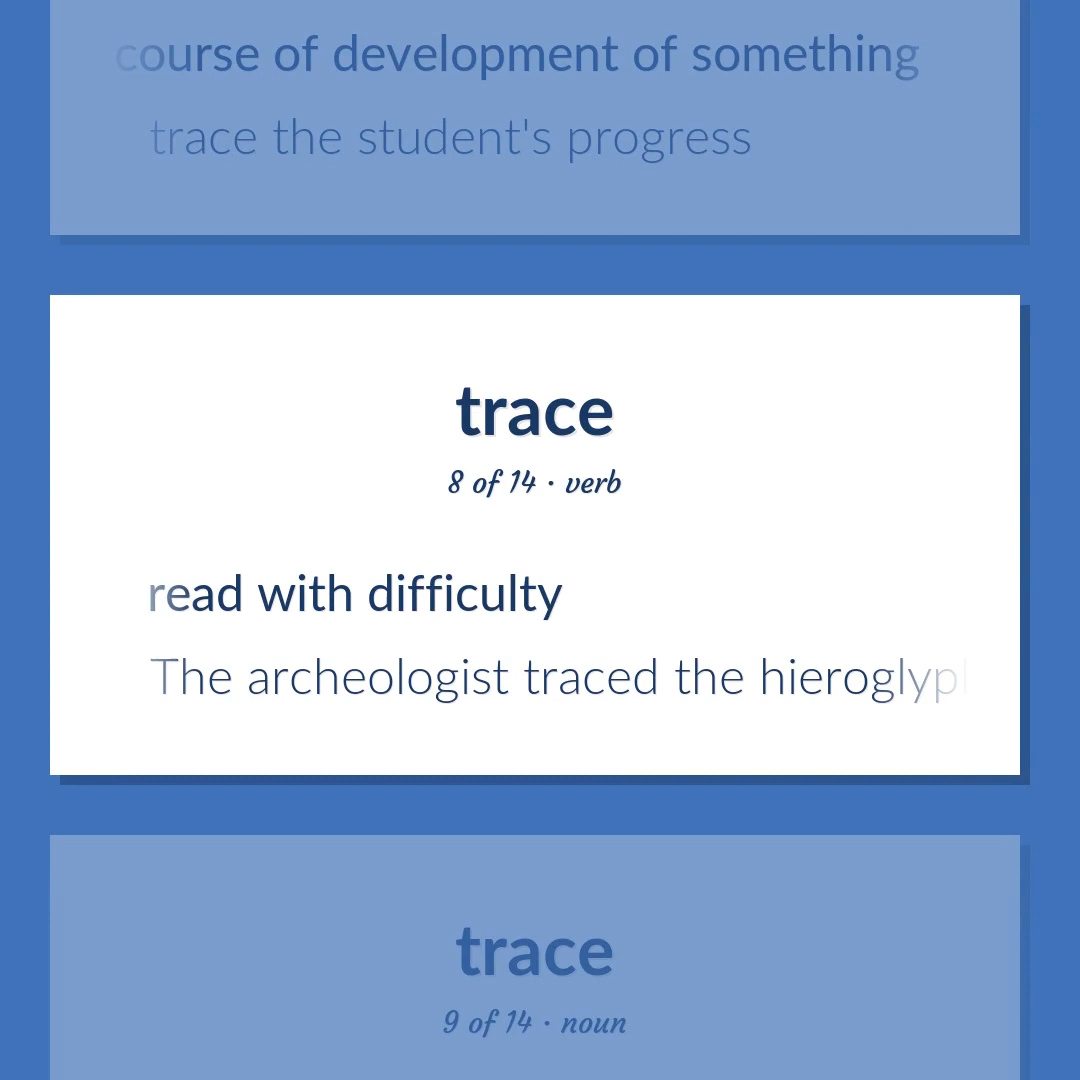 course of development of something
trace the student's progress
trace
8 of 14 · verb
read with difficulty
The archeologist traced the
trace
9 of 14 · noun